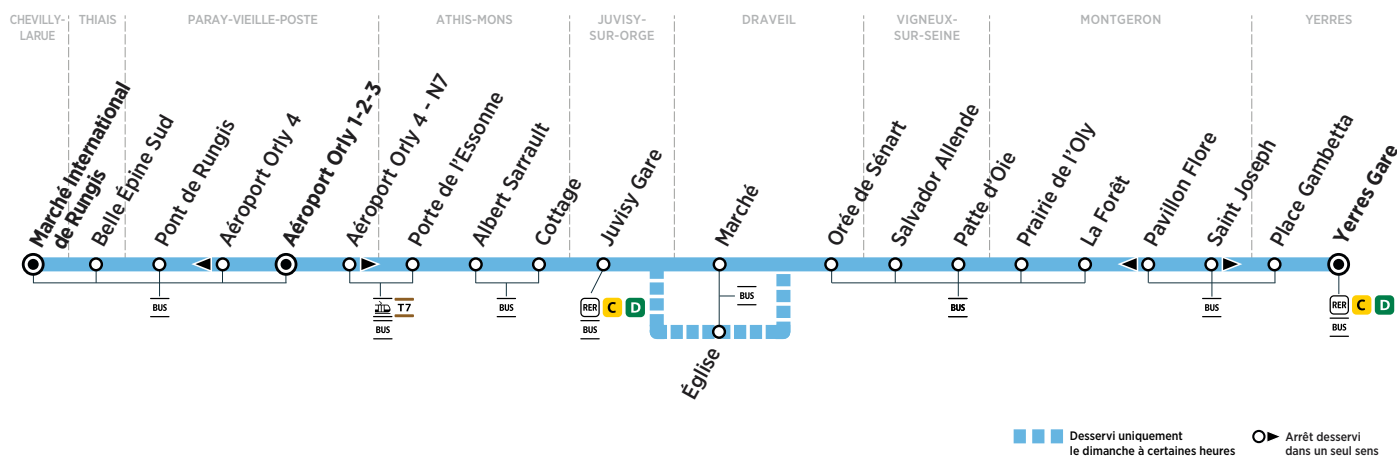 CHEVILLY-
LARUE
THIAIS
PARAY-VIEILLE-POSTE
ATHIS-MONS
JUVISY-
SUR-ORGE
DRAVEIL
VIGNEUX-
SUR-SEINE
MONTGERON
YERRES
Marché International
de Rungis
Belle Épine Sud
Pont de Rungis
Aéroport Orly 4
Aéroport Orly 1-2-3
Aéroport Orly 4 - N7
Porte de l'Essonne
Albert Sarrault
Cottage
Juvisy Gare
Marché
Orée de Sénart
Salvador Allende
Patte d'Oie
Prairie de l'Oly
La Forêt
Pavillon Flore
Saint Joseph
Place Gambetta
Yerres Gare
BUS
T7
BUS
BUS
RER C D
BUS
BUS
Église
BUS
BUS
RER C D
BUS
Desservi uniquement
le dimanche à certaines heures
Arrêt desservi
dans un seul sens